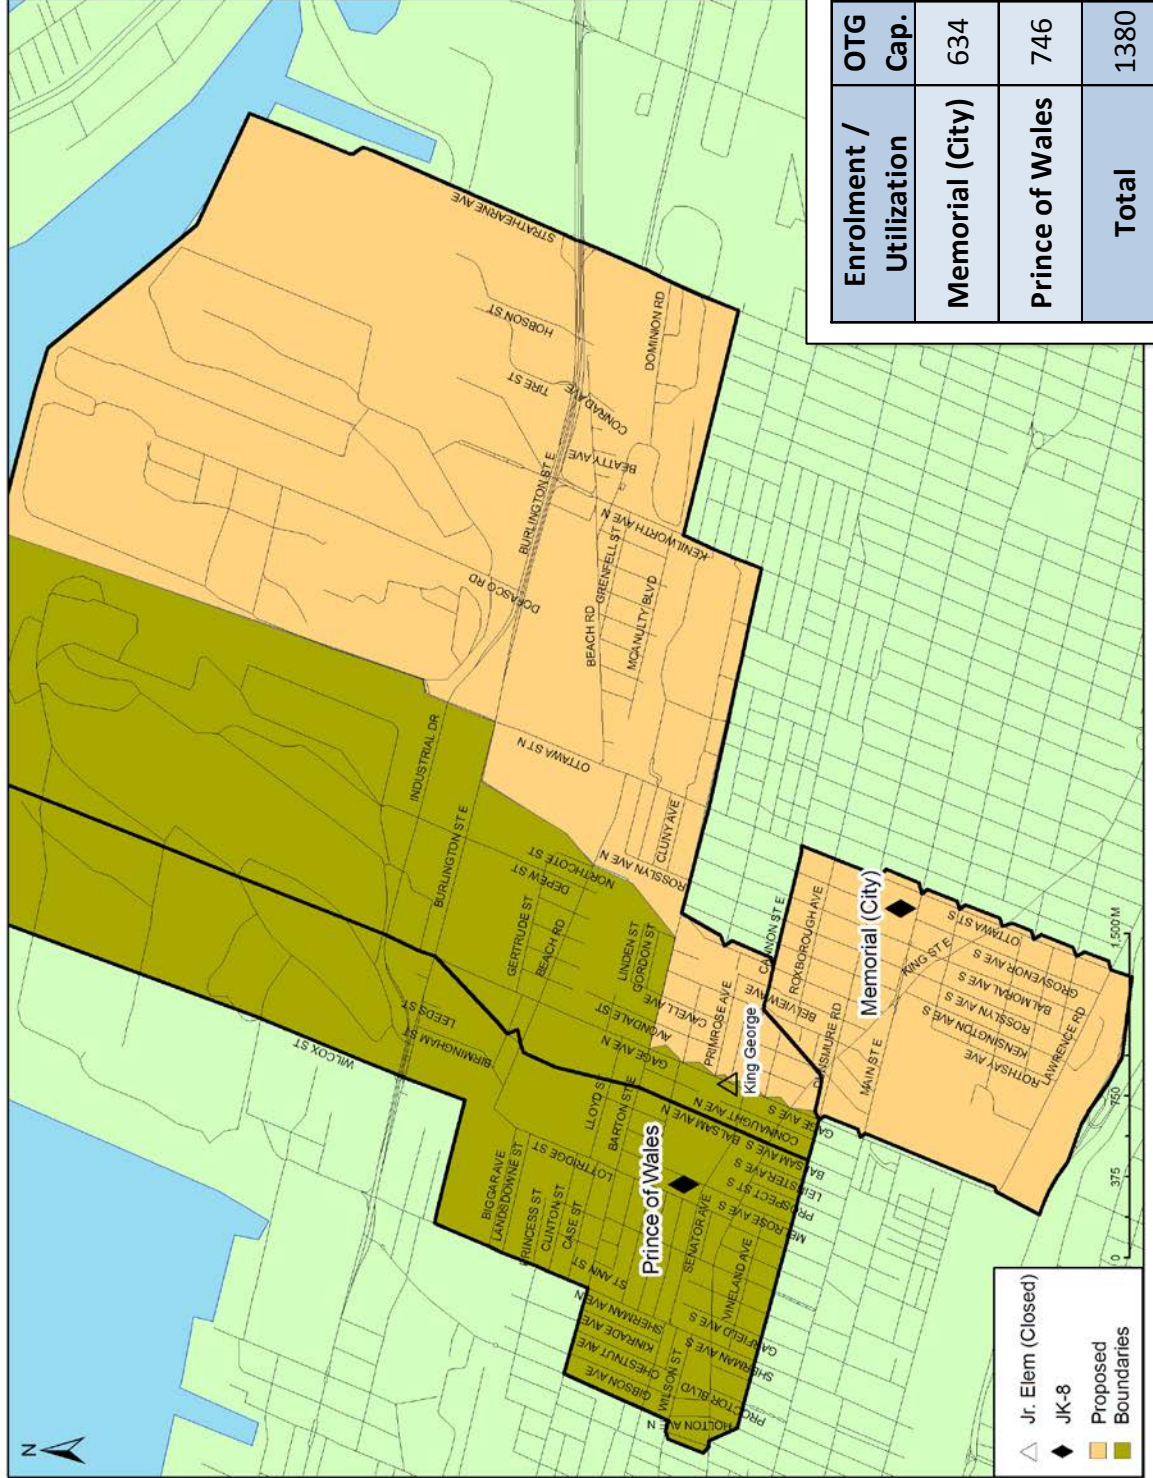 N
WILCOX ST
BIRMINGHAM ST
LEEDS ST
BURLINGTON ST E
INDUSTRIAL DR
BURLINGTON ST E
DOFASCO RD
TIRE ST
HOBSON ST
STRATHEARNE AVE
CONRAD AVE
BEATTY AVE
DOMINION RD
KENILWORTH AVE N
GRENFELL ST
BEACH RD
MCANULTY BLVD
OTTAWA ST N
CLUNY AVE
ROSSLYN AVE N
NORTHCOTE ST
DEPEW ST
GERTRUDE ST
BEACH RD
LINDEN ST
GORDON ST
BIGGAR AVE
LANDSDOWNE ST
PRINCESS ST
CLINTON ST
CASE ST
LOTTRIDGE ST
LLOYD ST
BARTON ST E
GAGE AVE N
AVONDALE ST
CAVELL AVE
PRIMROSE AVE
BELVIEW AVE
CANNON ST E
ROXBOROUGH AVE
DUNSMURE RD
MAIN ST E
KING ST E
King George
Memorial (City)
Prince of Wales
ST ANN ST
SHERMAN AVE N
KINRADE AVE
CHESTNUT AVE
GIBSON AVE
WILSON ST
HOLTON AVE N
PROCTOR BLVD
SHERMAN AVE S
GARFIELD AVE S
VINELAND AVE
SENATOR AVE
MELROSE AVE S
PROSPECT ST S
LEINSTER AVE S
BALSAM AVE S
BALSAM AVE N
CONNAUGHT AVE N
GAGE AVE S
OTTAWA ST S
GROSVENOR AVE S
BALMORAL AVE S
ROSSLYN AVE S
KENSINGTON AVE S
ROTHSAY AVE
LAWRENCE RD
0 375 750 1,500 M
Jr. Elem (Closed)
JK-8
Proposed
Boundaries
Enrolment / Utilization OTG Cap.
Memorial (City) 634
Prince of Wales 746
Total 1380